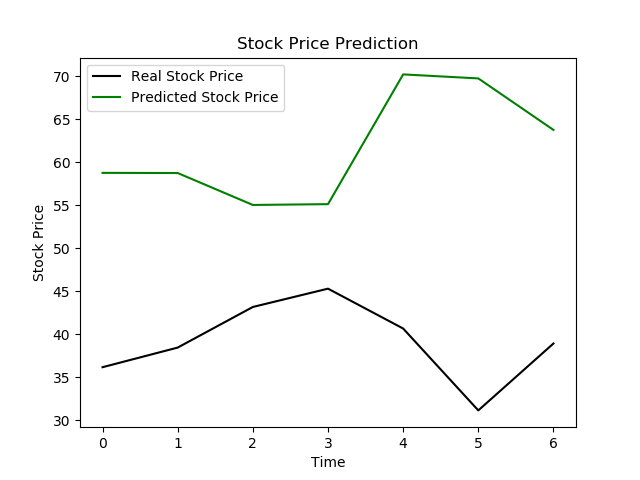 Stock Price Prediction
Real Stock Price
Predicted Stock Price
70
65
60
55
50
45
40
35
30
Stock Price
0 1 2 3 4 5 6
Time